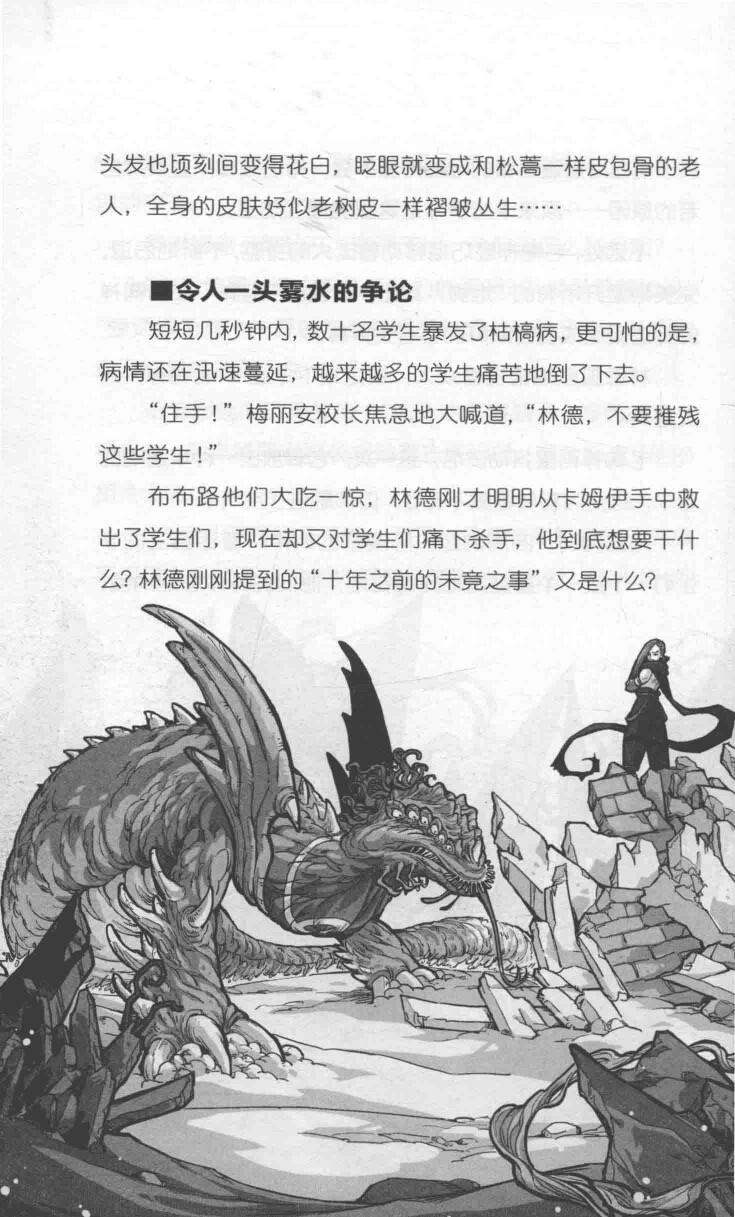 头发也顷刻间变得花白，眨眼就变成和松蒿一样皮包骨的老
人，全身的皮肤好似老树皮一样褶皱丛生……
■令人一头雾水的争论
短短几秒钟内，数十名学生暴发了枯槁病，更可怕的是，
病情还在迅速蔓延，越来越多的学生痛苦地倒了下去。
“住手！”梅丽安校长焦急地大喊道，“林德，不要摧残
这些学生！”
布布路他们大吃一惊，林德刚才明明从卡姆伊手中救
出了学生们，现在却又对学生们痛下杀手，他到底想要干什
么？林德刚刚提到的“十年之前的未竟之事”又是什么？